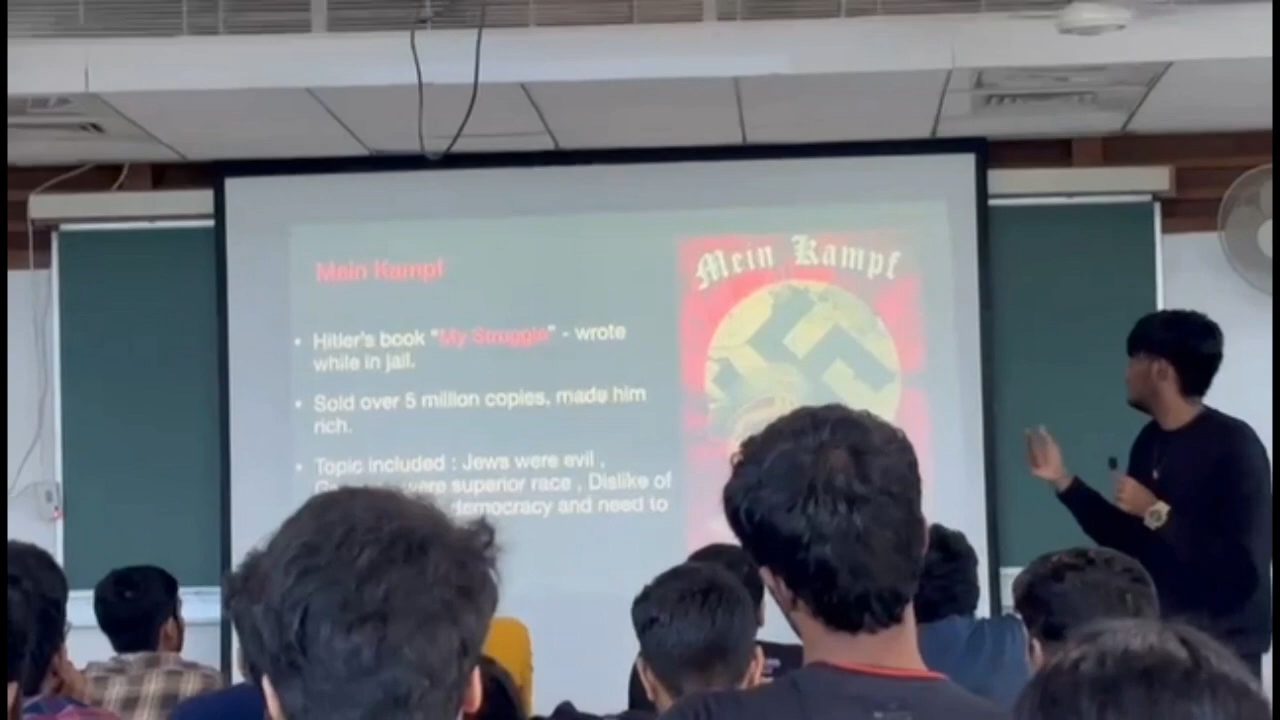 Mein Kampf
Mein Kampf
• Hitler's book "My Struggle" - wrote
while in jail.
• Sold over 5 million copies, made him
rich.
• Topic included : Jews were evil ,
were superior race , Dislike of
democracy and need to